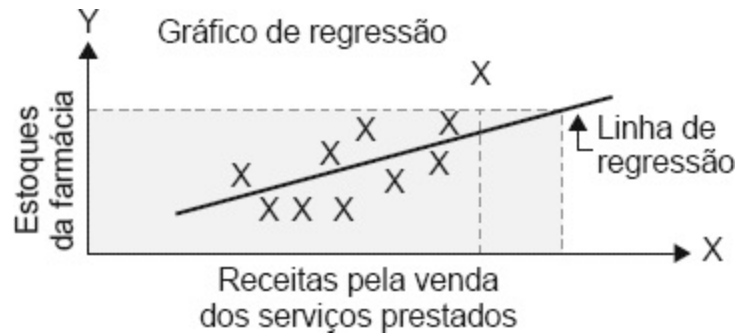 Y
Gráfico de regressão
X
X
X
X
X
X
X
X
X
X
Linha de
regressão
Estoques
da farmácia
X
Receitas pela venda
dos serviços prestados